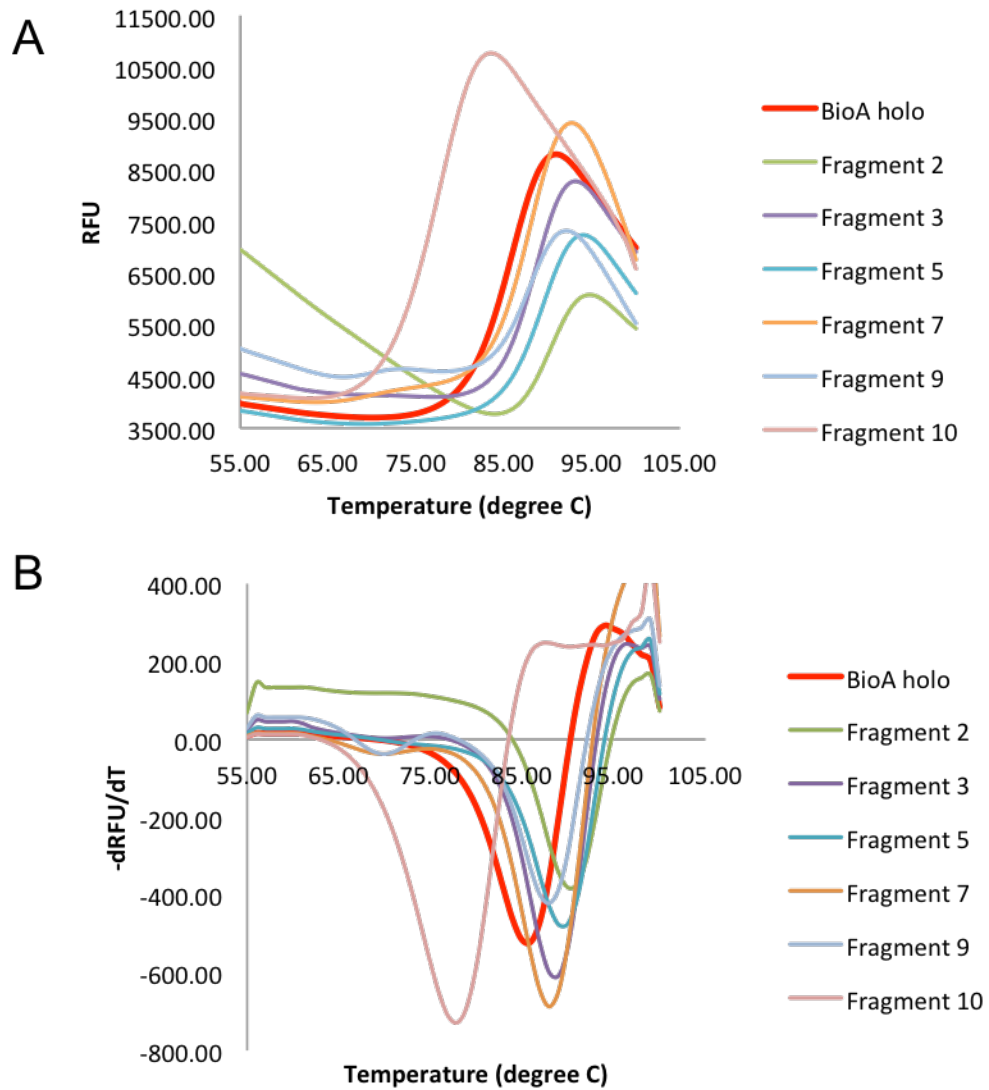 A
11500.00
10500.00
9500.00
8500.00
7500.00
6500.00
5500.00
4500.00
3500.00
RFU
55.00 65.00 75.00 85.00 95.00 105.00
Temperature (degree C)
BioA holo
Fragment 2
Fragment 3
Fragment 5
Fragment 7
Fragment 9
Fragment 10
B
400.00
200.00
0.00
-200.00
-400.00
-600.00
-800.00
-dRFU/dT
55.00 65.00 75.00 85.00 95.00 105.00
Temperature (degree C)
BioA holo
Fragment 2
Fragment 3
Fragment 5
Fragment 7
Fragment 9
Fragment 10